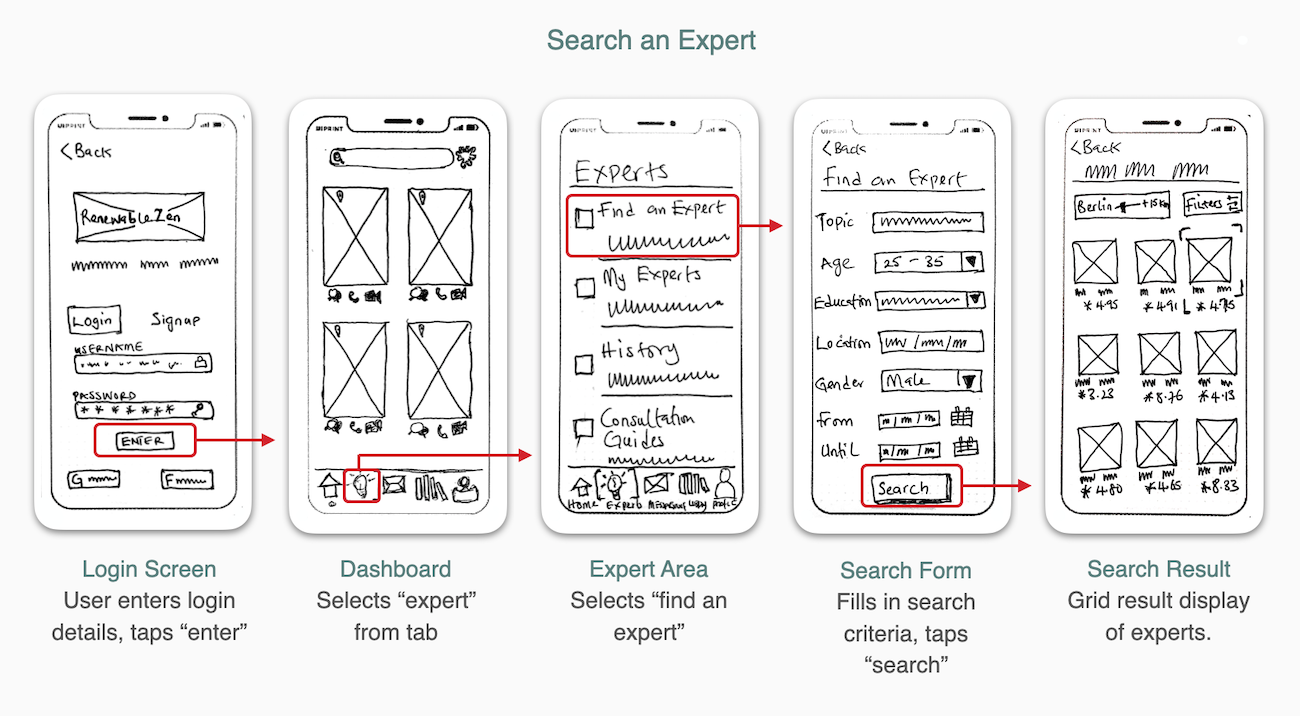 Search an Expert
UIPRINT
<Back
RenewableZen
Login
Signup
USERNAME
PASSWORD
*******
ENTER
G
F
Login Screen
User enters login
details, taps “enter”
UIPRINT
Dashboard
Selects “expert”
from tab
UIPRINT
Experts
Find an Expert
My Experts
History
Consultation
Guides
Home Experts Messaging Library Profile
Expert Area
Selects “find an
expert”
UIPRINT
<Back
Find an Expert
Topic
Age 25 - 35
Education
Location
Gender Male
from
Until
Search
Search Form
Fills in search
criteria, taps
“search”
UIPRINT
<Back
Berlin +15km Filters
*4.95 *4.91 *4.75
*3.23 *8.76 *4.13
*4.80 *4.65 *8.33
Search Result
Grid result display
of experts.